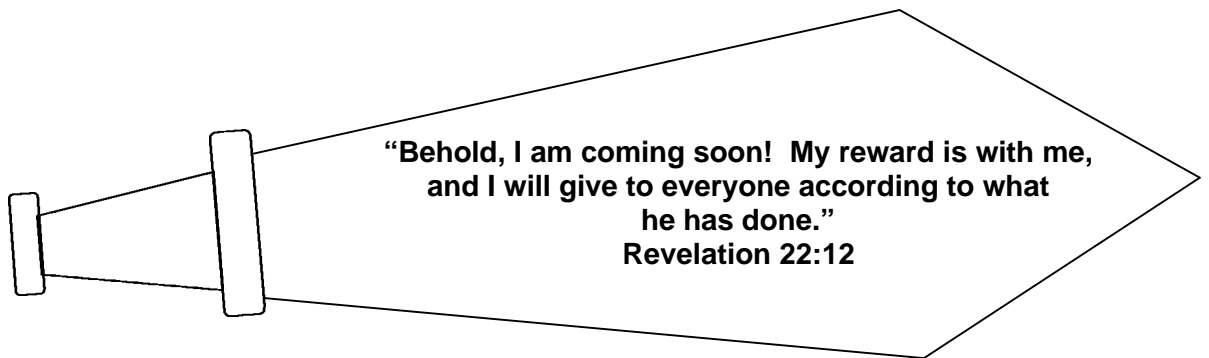 “Behold, I am coming soon!  My reward is with me,
and I will give to everyone according to what
he has done.”
Revelation 22:12